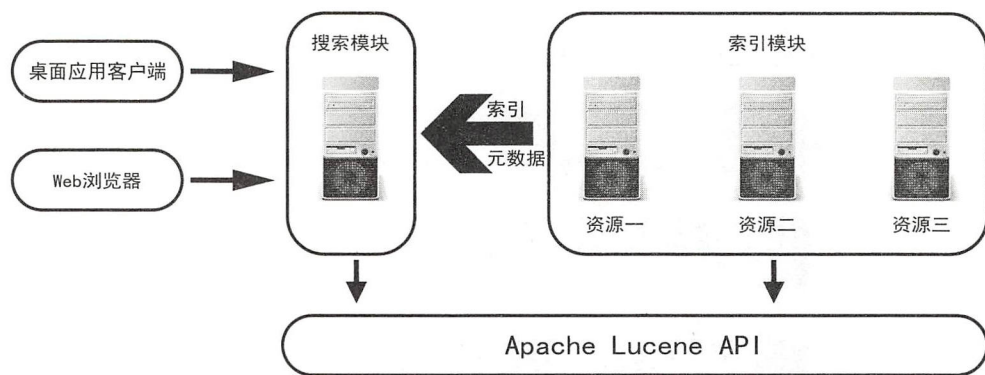 搜索模块
索引模块
桌面应用客户端
Web浏览器
索引
元数据
资源一
资源二
资源三
Apache Lucene API